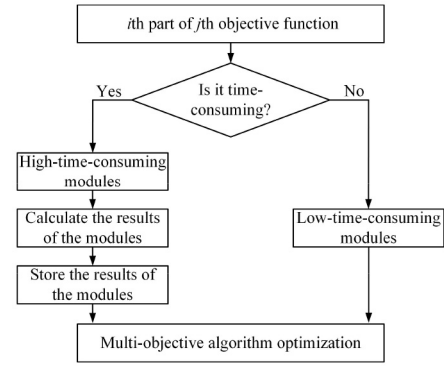 ith part of jth objective function
Is it time-
consuming?
Yes
No
High-time-consuming
modules
Calculate the results
of the modules
Low-time-consuming
modules
Store the results of
the modules
Multi-objective algorithm optimization